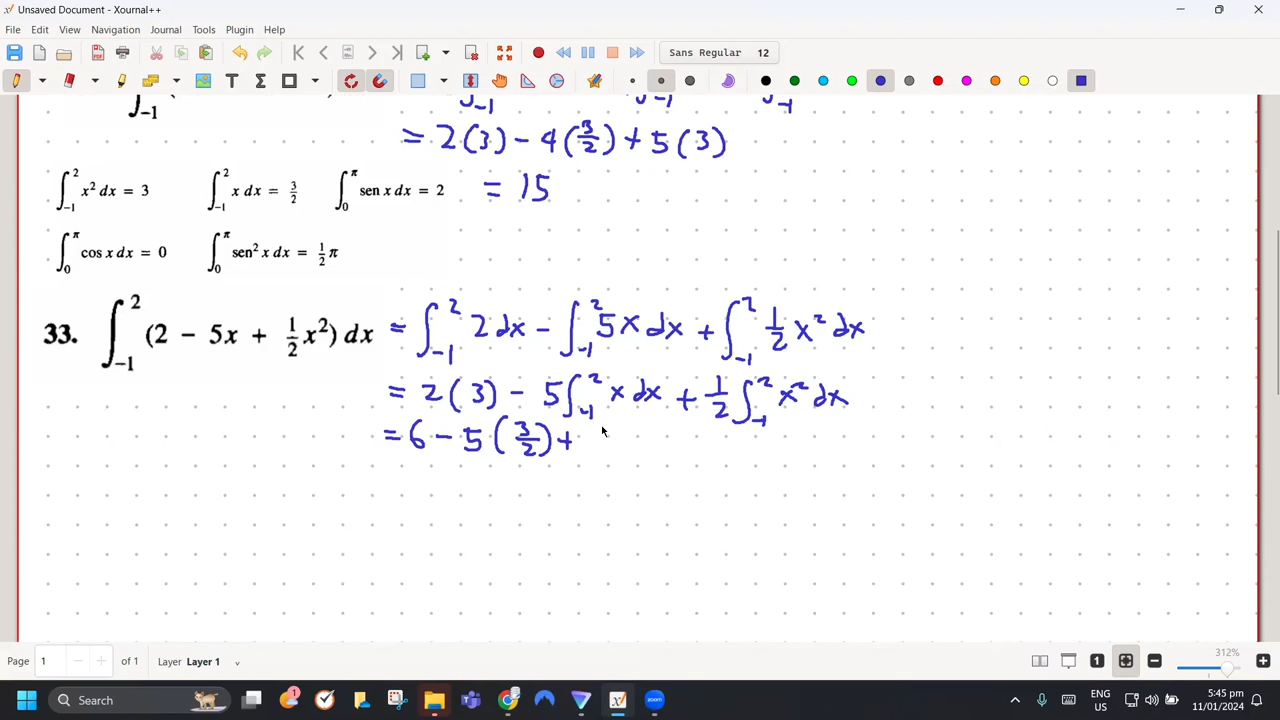 Unsaved Document - Xournal++
File Edit View Navigation Journal Tools Plugin Help
Sans Regular 12
∫_{-1}
= 2(3) - 4(3/2) + 5(3)
∫_{-1}^{2} x² dx = 3 ∫_{-1}^{2} x dx = 3/2 ∫_{0}^{π} sen x dx = 2
= 15
∫_{0}^{π} cos x dx = 0 ∫_{0}^{π} sen² x dx = ½π
33. ∫_{-1}^{2} (2 - 5x + ½x²) dx = ∫_{-1}^{2} 2 dx - ∫_{-1}^{2} 5x dx + ∫_{-1}^{2} ½ x² dx
= 2(3) - 5∫_{-1}^{2} x dx + ½ ∫_{-1}^{2} x² dx
= 6 - 5(3/2) +
Page 1 of 1 Layer Layer 1 312%
Search
1
ENG
US
5:45 pm
11/01/2024